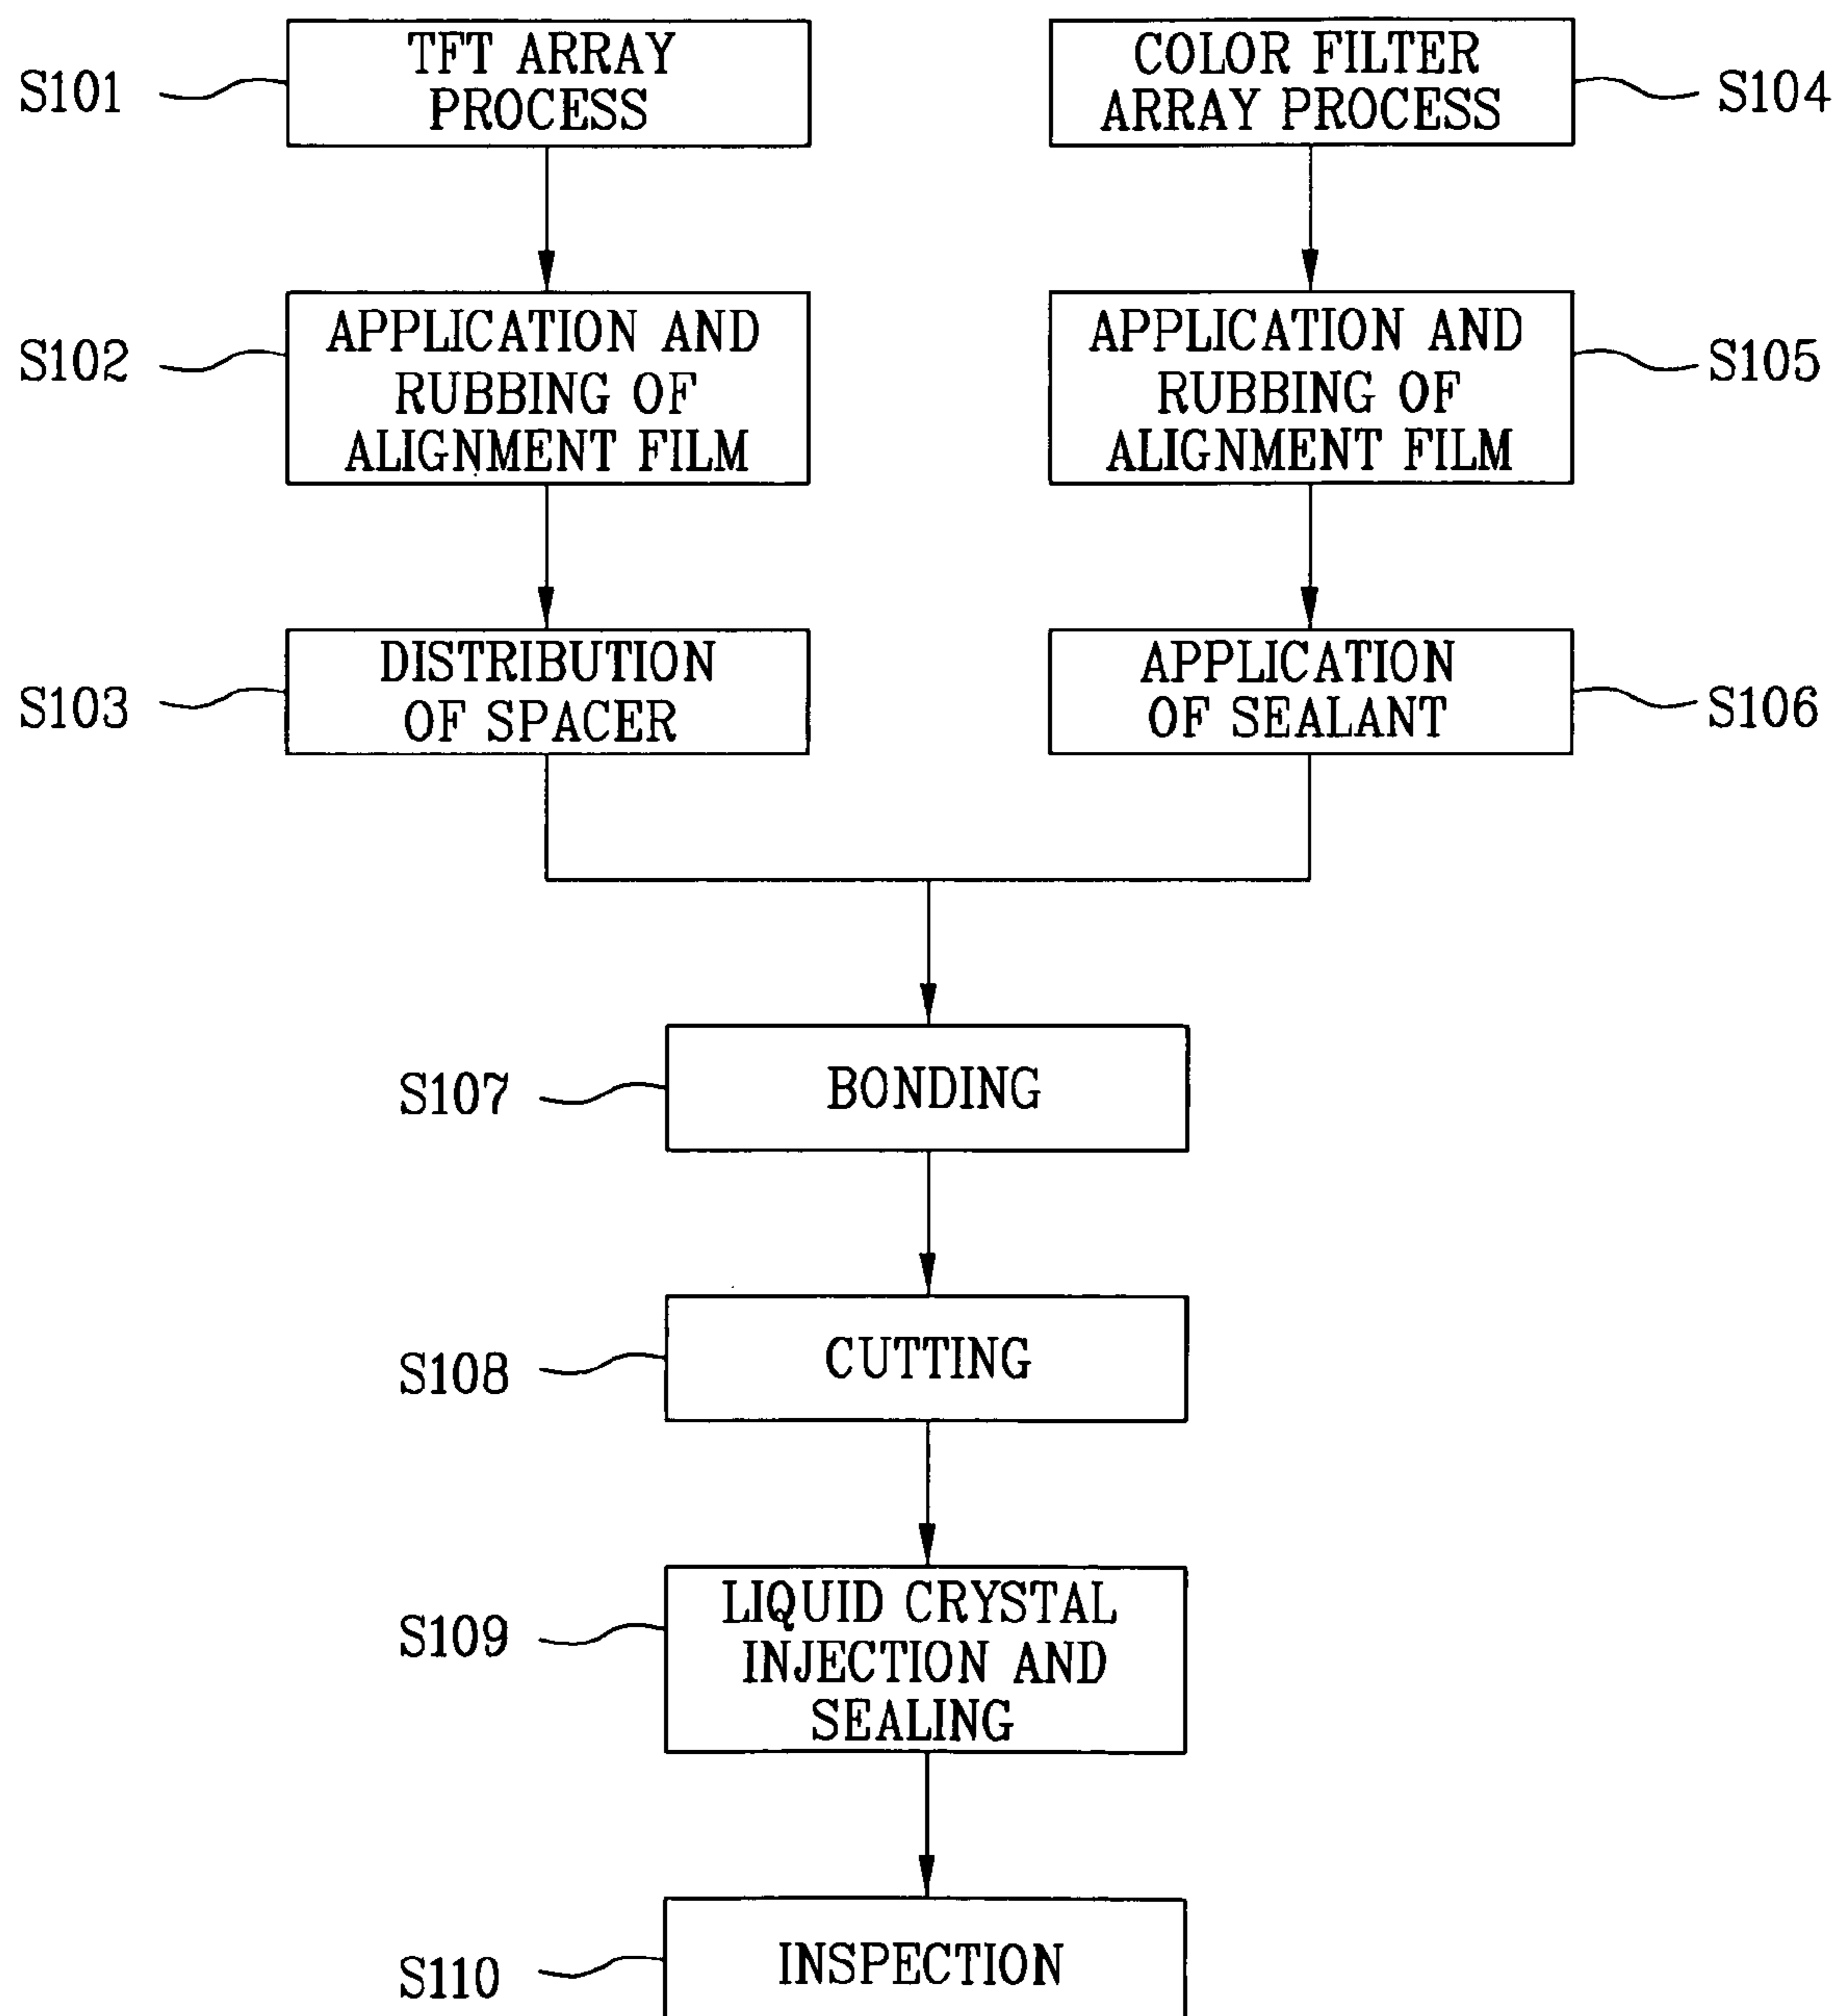 S101
TFT ARRAY
PROCESS
COLOR FILTER
ARRAY PROCESS
S104
S102
APPLICATION AND
RUBBING OF
ALIGNMENT FILM
APPLICATION AND
RUBBING OF
ALIGNMENT FILM
S105
S103
DISTRIBUTION
OF SPACER
APPLICATION
OF SEALANT
S106
S107
BONDING
S108
CUTTING
S109
LIQUID CRYSTAL
INJECTION AND
SEALING
S110
INSPECTION